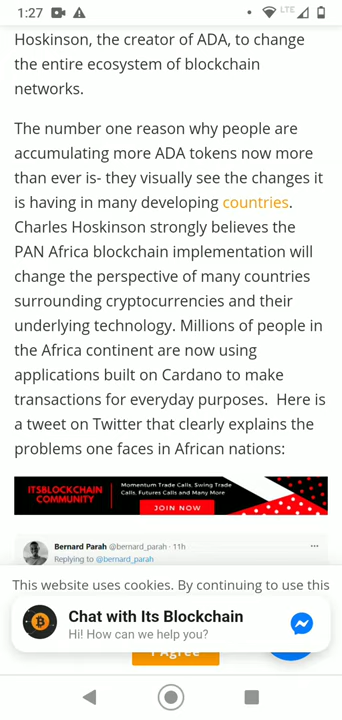 1:27
LTE
Hoskinson, the creator of ADA, to change
the entire ecosystem of blockchain
networks.
The number one reason why people are
accumulating more ADA tokens now more
than ever is- they visually see the changes it
is having in many developing countries.
Charles Hoskinson strongly believes the
PAN Africa blockchain implementation will
change the perspective of many countries
surrounding cryptocurrencies and their
underlying technology. Millions of people in
the Africa continent are now using
applications built on Cardano to make
transactions for everyday purposes.  Here is
a tweet on Twitter that clearly explains the
problems one faces in African nations:
ITSBLOCKCHAIN
COMMUNITY
Momentum Trade Calls, Swing Trade
Calls, Futures Calls and Many More
JOIN NOW
Bernard Parah @bernard_parah · 11h
Replying to @bernard_parah
This website uses cookies. By continuing to use this
Chat with Its Blockchain
Hi! How can we help you?
I Agree